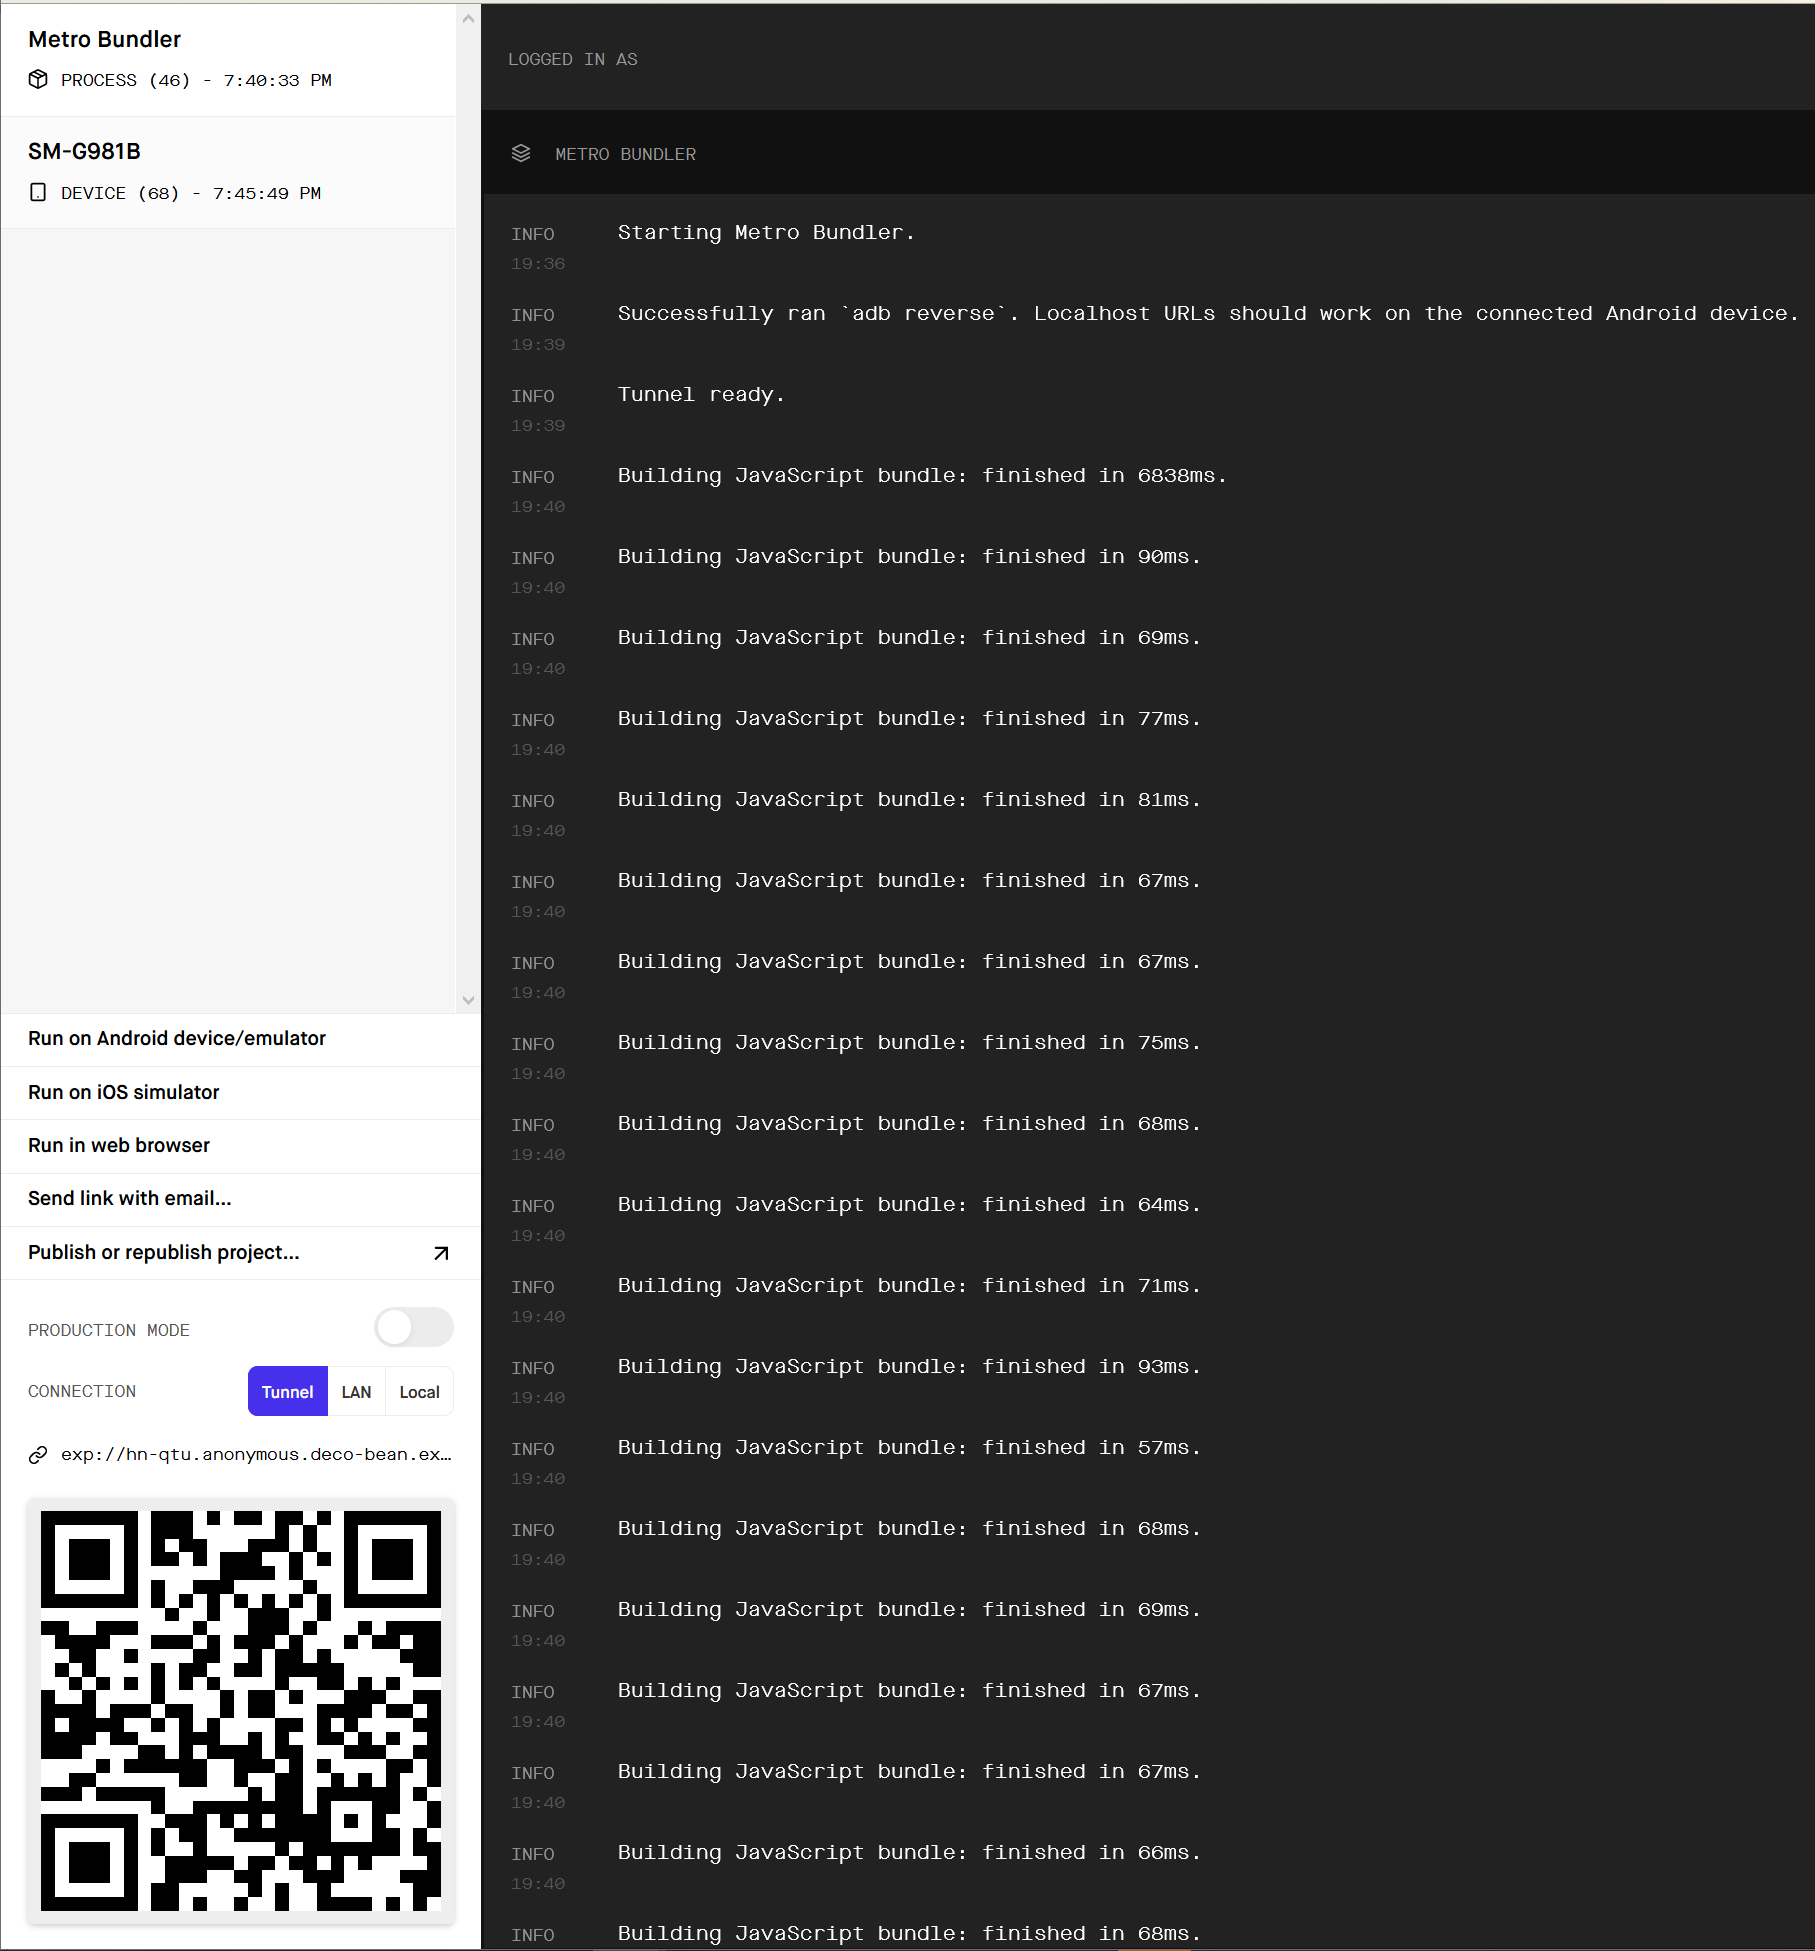 Metro Bundler
PROCESS (46) - 7:40:33 PM
SM-G981B
DEVICE (68) - 7:45:49 PM
Run on Android device/emulator
Run on iOS simulator
Run in web browser
Send link with email...
Publish or republish project...
PRODUCTION MODE
CONNECTION Tunnel LAN Local
exp://hn-qtu.anonymous.deco-bean.ex…
LOGGED IN AS
METRO BUNDLER
INFO Starting Metro Bundler.
19:36
INFO Successfully ran `adb reverse`. Localhost URLs should work on the connected Android device.
19:39
INFO Tunnel ready.
19:39
INFO Building JavaScript bundle: finished in 6838ms.
19:40
INFO Building JavaScript bundle: finished in 90ms.
19:40
INFO Building JavaScript bundle: finished in 69ms.
19:40
INFO Building JavaScript bundle: finished in 77ms.
19:40
INFO Building JavaScript bundle: finished in 81ms.
19:40
INFO Building JavaScript bundle: finished in 67ms.
19:40
INFO Building JavaScript bundle: finished in 67ms.
19:40
INFO Building JavaScript bundle: finished in 75ms.
19:40
INFO Building JavaScript bundle: finished in 68ms.
19:40
INFO Building JavaScript bundle: finished in 64ms.
19:40
INFO Building JavaScript bundle: finished in 71ms.
19:40
INFO Building JavaScript bundle: finished in 93ms.
19:40
INFO Building JavaScript bundle: finished in 57ms.
19:40
INFO Building JavaScript bundle: finished in 68ms.
19:40
INFO Building JavaScript bundle: finished in 69ms.
19:40
INFO Building JavaScript bundle: finished in 67ms.
19:40
INFO Building JavaScript bundle: finished in 67ms.
19:40
INFO Building JavaScript bundle: finished in 66ms.
19:40
INFO Building JavaScript bundle: finished in 68ms.